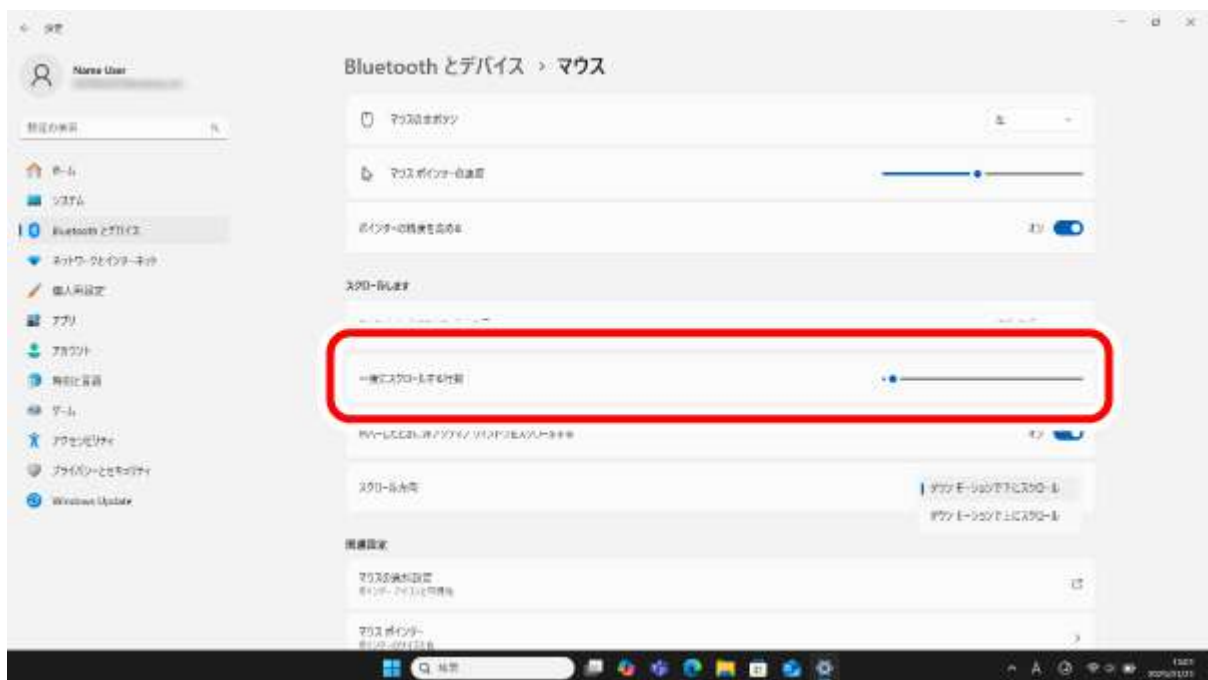 設定
Name User
Bluetooth とデバイス › マウス
設定の検索
マウスの主ボタン
左
ホーム
マウス ポインターの速度
システム
Bluetooth とデバイス
ポインターの精度を高める
オン
ネットワークとインターネット
個人用設定
スクロールします
アプリ
アカウント
一度にスクロールする行数
時刻と言語
ゲーム
オン
アクセシビリティ
プライバシーとセキュリティ
スクロール方向
ダウン モーションで下にスクロール
Windows Update
ダウン モーションで上にスクロール
関連設定
マウスの追加設定
マウス ポインター
検索
A